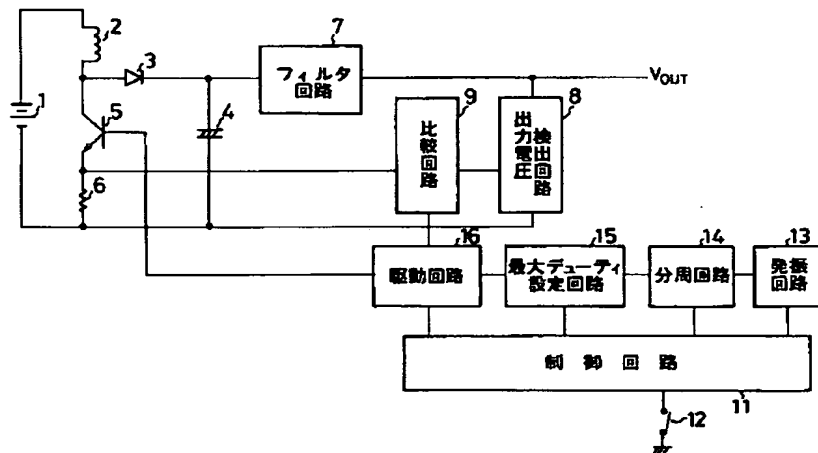 2
3
7
フィルタ
回路
VOUT
1
5
4
9
比較回路
8
出力電圧
検出回路
6
16
駆動回路
15
最大デューティ
設定回路
14
分周回路
13
発振
回路
制御回路
11
12